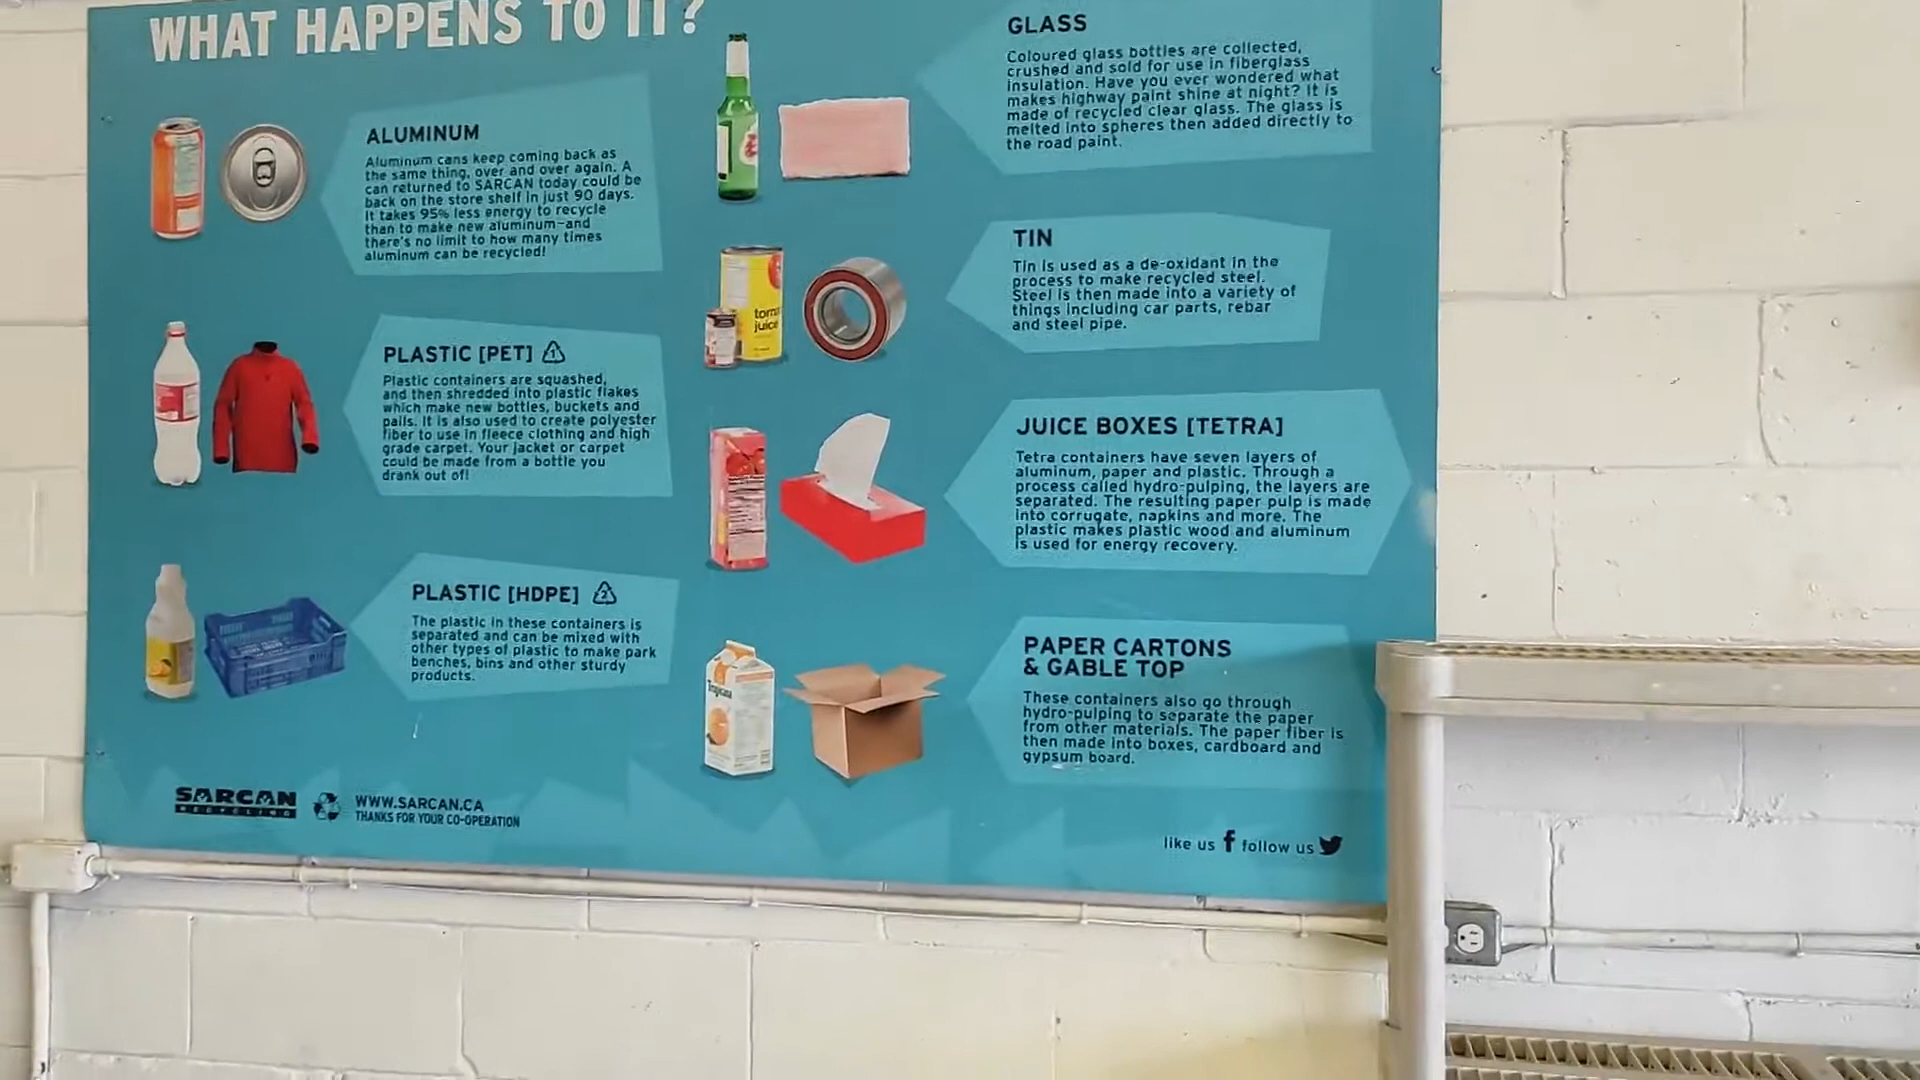 WHAT HAPPENS TO IT?
ALUMINUM
Aluminum cans keep coming back as
the same thing, over and over again. A
can returned to SARCAN today could be
back on the store shelf in just 90 days.
It takes 95% less energy to recycle
than to make new aluminum—and
there's no limit to how many times
aluminum can be recycled!
PLASTIC [PET] 1
Plastic containers are squashed,
and then shredded into plastic flakes
which make new bottles, buckets and
pails. It is also used to create polyester
fiber to use in fleece clothing and high
grade carpet. Your jacket or carpet
could be made from a bottle you
drank out of!
PLASTIC [HDPE] 2
The plastic in these containers is
separated and can be mixed with
other types of plastic to make park
benches, bins and other sturdy
products.
SARCAN
RECYCLING
WWW.SARCAN.CA
THANKS FOR YOUR CO-OPERATION
GLASS
Coloured glass bottles are collected,
crushed and sold for use in fiberglass
insulation. Have you ever wondered what
makes highway paint shine at night? It is
made of recycled clear glass. The glass is
melted into spheres then added directly to
the road paint.
TIN
Tin is used as a de-oxidant in the
process to make recycled steel.
Steel is then made into a variety of
things including car parts, rebar
and steel pipe.
tomato
juice
JUICE BOXES [TETRA]
Tetra containers have seven layers of
aluminum, paper and plastic. Through a
process called hydro-pulping, the layers are
separated. The resulting paper pulp is made
into corrugate, napkins and more. The
plastic makes plastic wood and aluminum
is used for energy recovery.
PAPER CARTONS
& GABLE TOP
These containers also go through
hydro-pulping to separate the paper
from other materials. The paper fiber is
then made into boxes, cardboard and
gypsum board.
Tropicana
like us f follow us